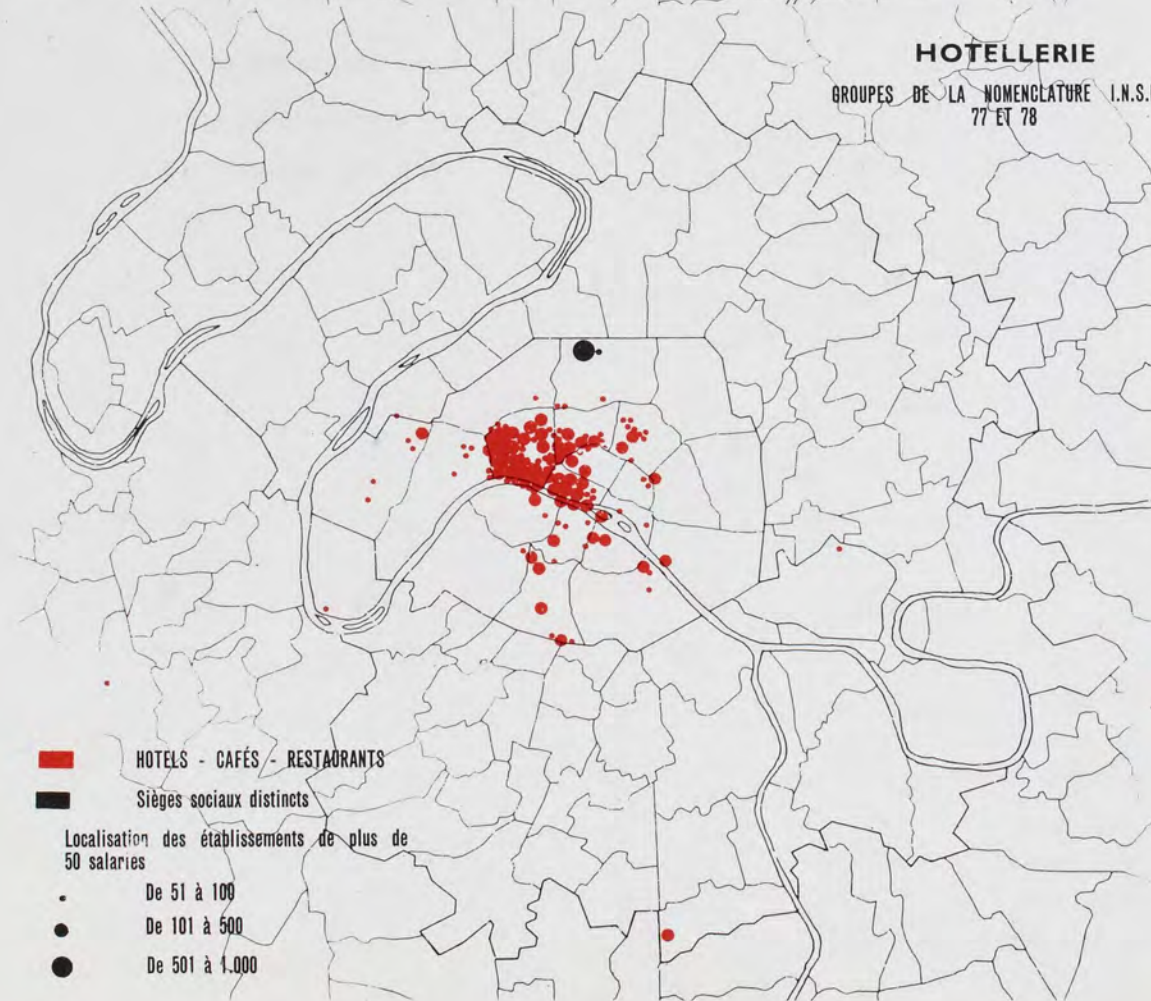 HOTELLERIE
GROUPES DE LA NOMENCLATURE I.N.S.
77 ET 78
HOTELS - CAFÉS - RESTAURANTS
Sièges sociaux distincts
Localisation des établissements de plus de
50 salariés
De 51 à 100
De 101 à 500
De 501 à 1.000